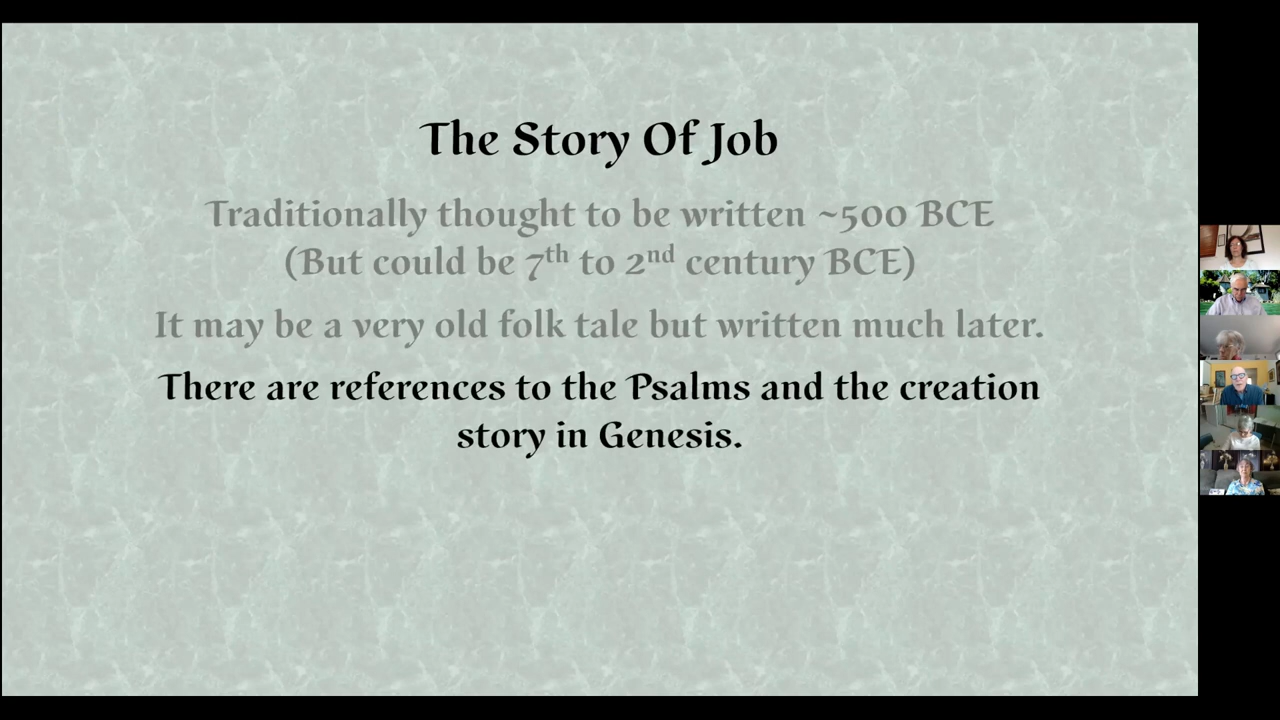 The Story Of Job
Traditionally thought to be written ~500 BCE
(But could be 7th to 2nd century BCE)
It may be a very old folk tale but written much later.
There are references to the Psalms and the creation
story in Genesis.